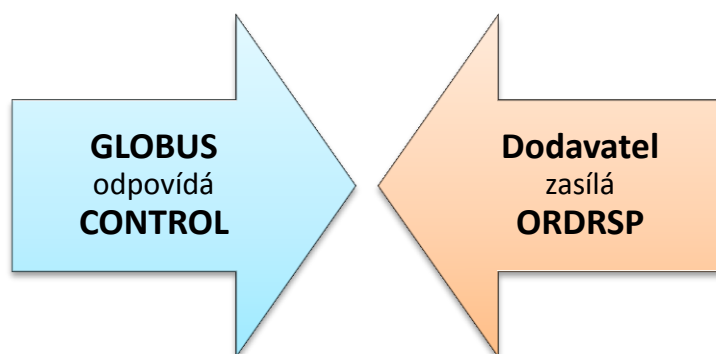 GLOBUS
odpovídá
CONTROL
Dodavatel
zasílá
ORDRSP